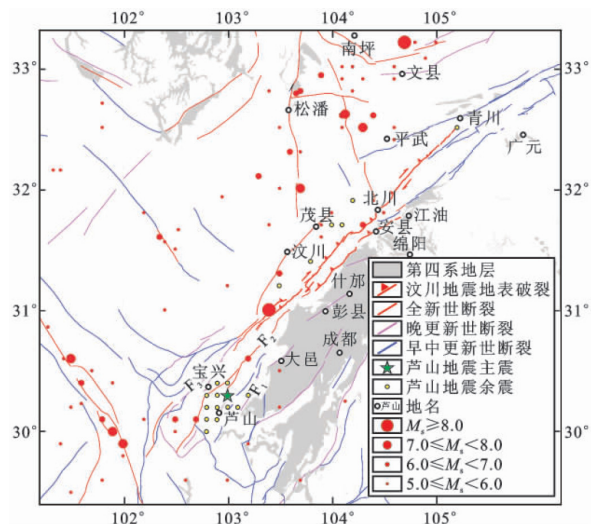 102° 103° 104° 105°
33°
32°
31°
30°
南坪
文县
松潘
平武
青川
广元
北川
江油
茂县
安县
绵阳
汶川
什邡
彭县
成都
大邑
宝兴
芦山
F₁
F₂
F₃
第四系地层
汶川地震地表破裂
全新世断裂
晚更新世断裂
早中更新世断裂
芦山地震主震
芦山地震余震
芦山 地名
Mₛ≥8.0
7.0≤Mₛ<8.0
6.0≤Mₛ<7.0
5.0≤Mₛ<6.0
102° 103° 104° 105°
33°
32°
31°
30°